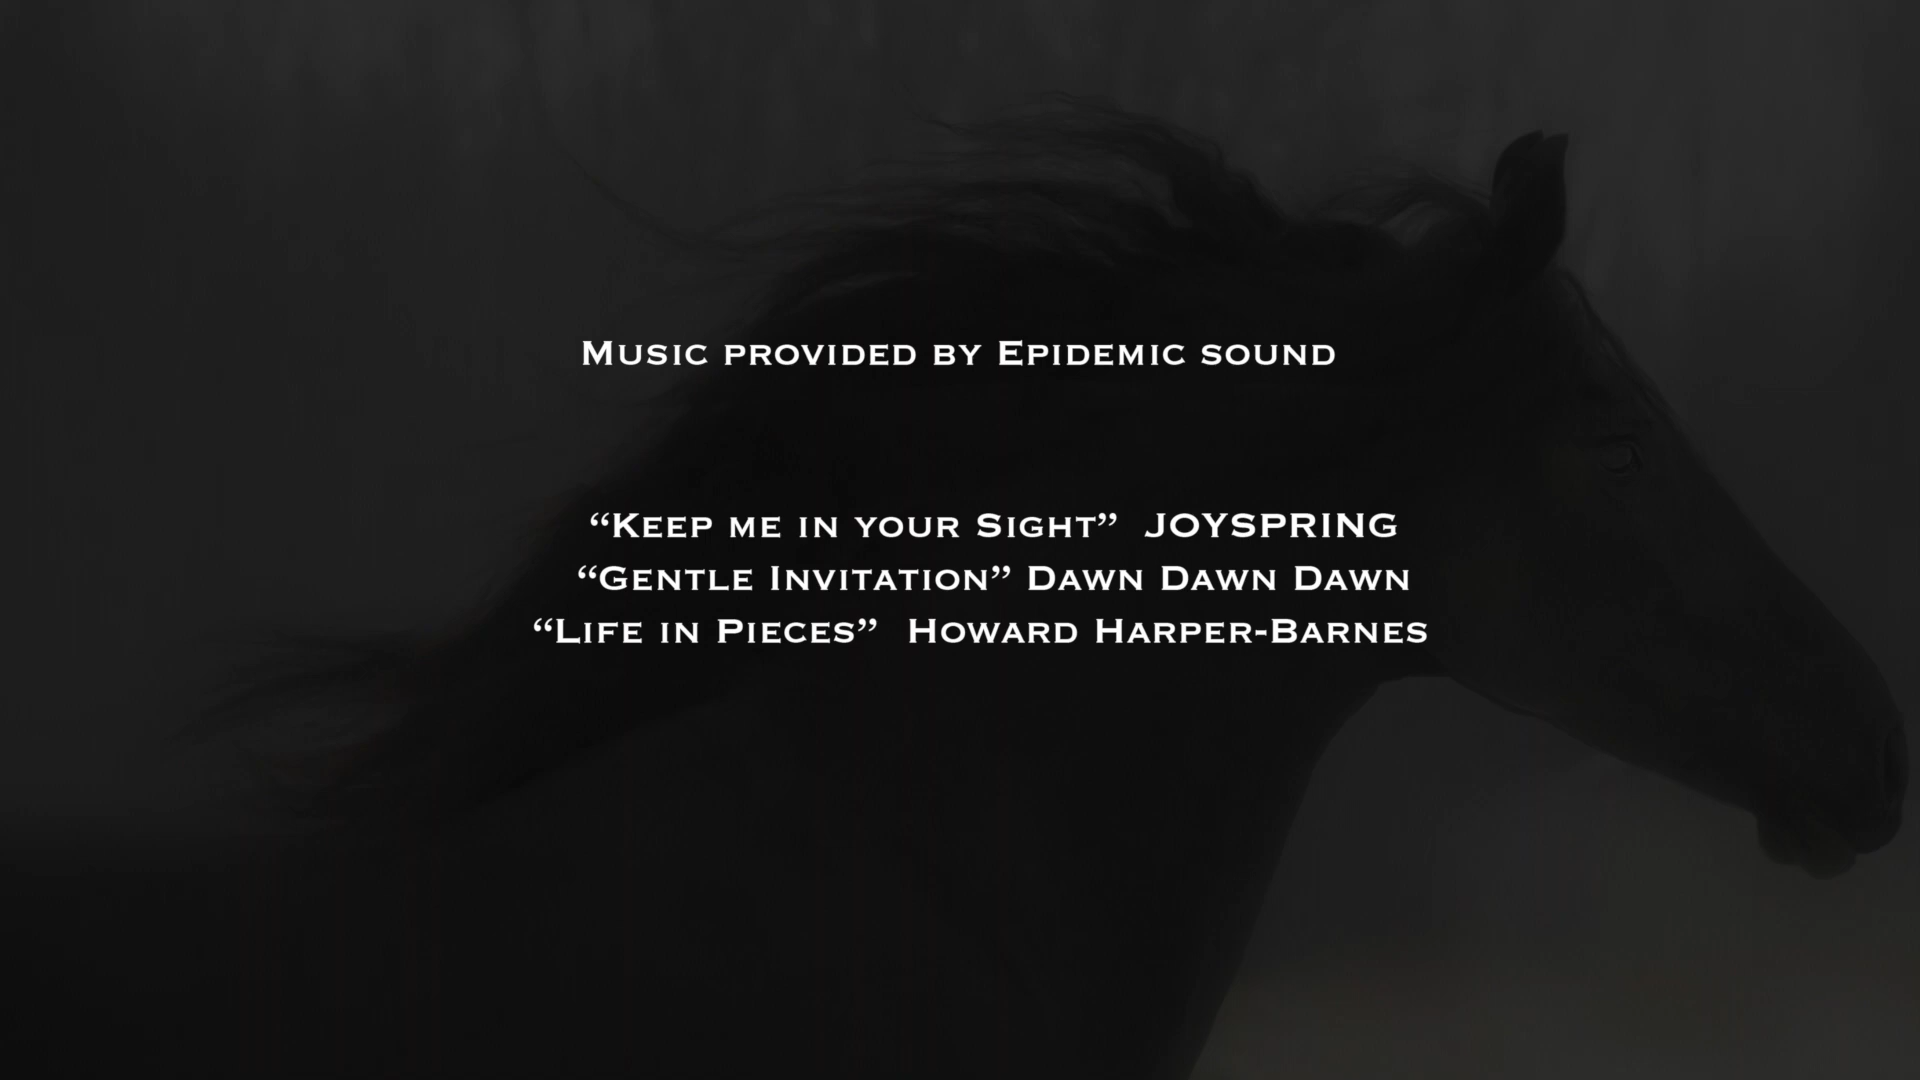 Music provided by Epidemic sound
“Keep me in your Sight” JOYSPRING
“Gentle Invitation” Dawn Dawn Dawn
“Life in Pieces” Howard Harper-Barnes